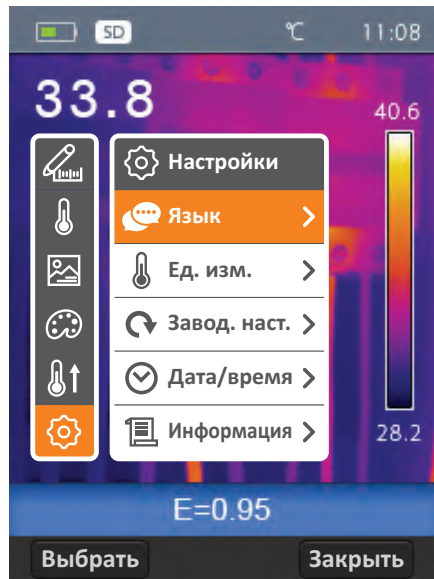 SD °C 11:08
33.8
40.6
Настройки
Язык
Ед. изм.
Завод. наст.
Дата/время
Информация
28.2
E=0.95
Выбрать Закрыть